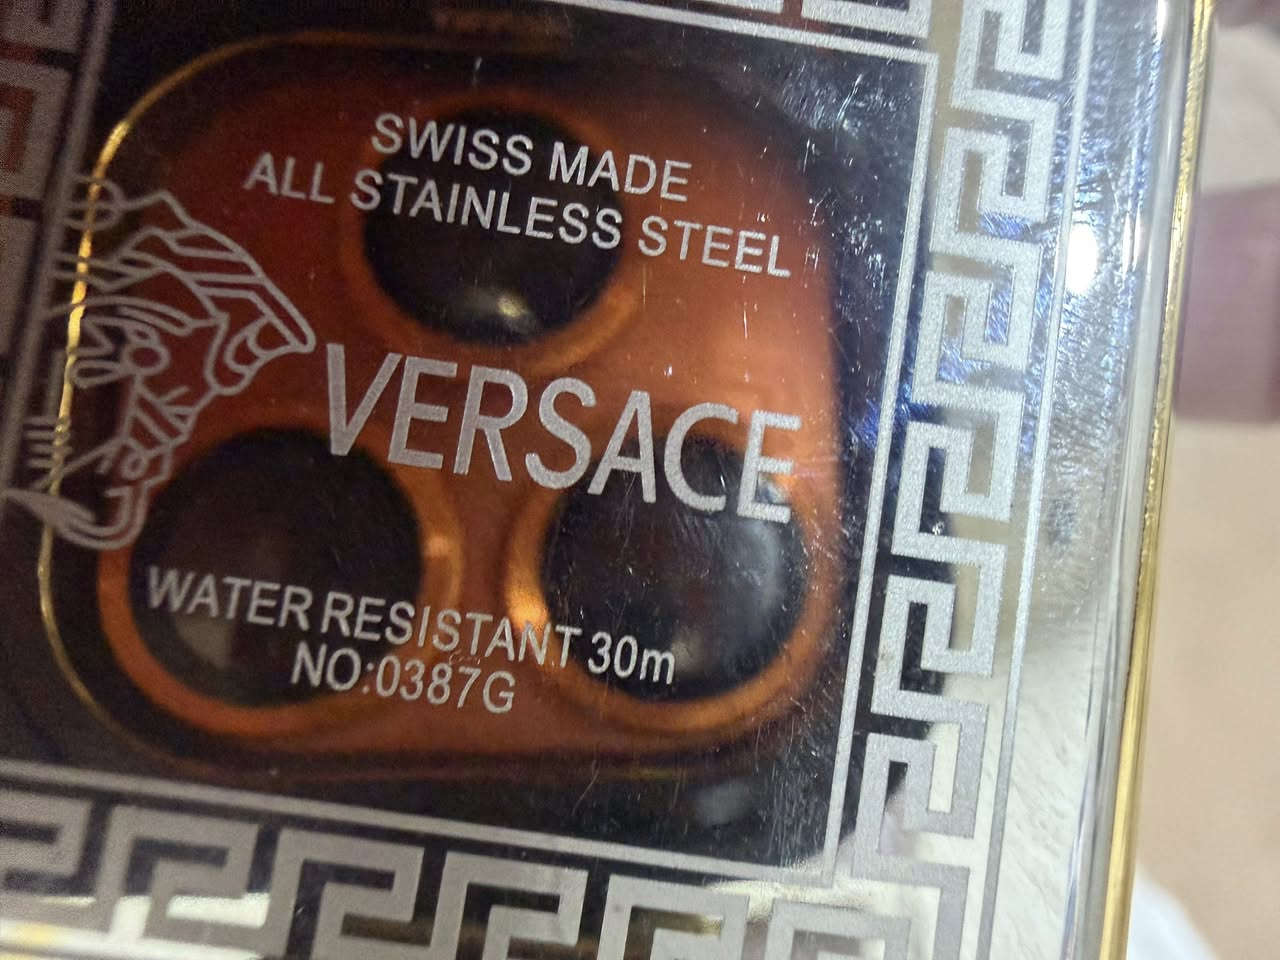 SWISS MADE
ALL STAINLESS STEEL
VERSACE
WATER RESISTANT 30m
NO:0387G